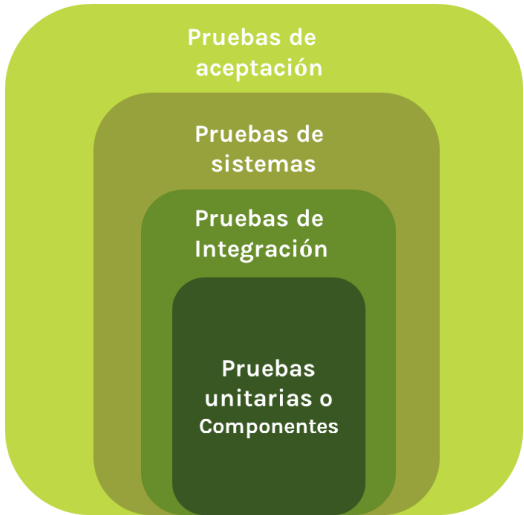 Pruebas de
aceptación
Pruebas de
sistemas
Pruebas de
Integración
Pruebas
unitarias o
Componentes